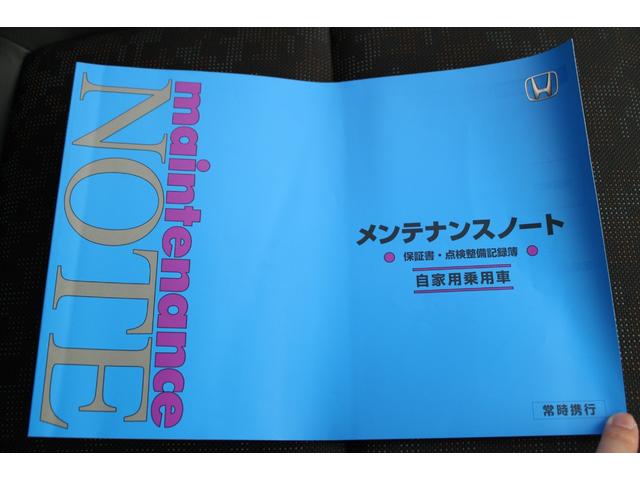 maintenance
NOTE
メンテナンスノート
保証書・点検整備記録簿
自家用乗用車
常時携行